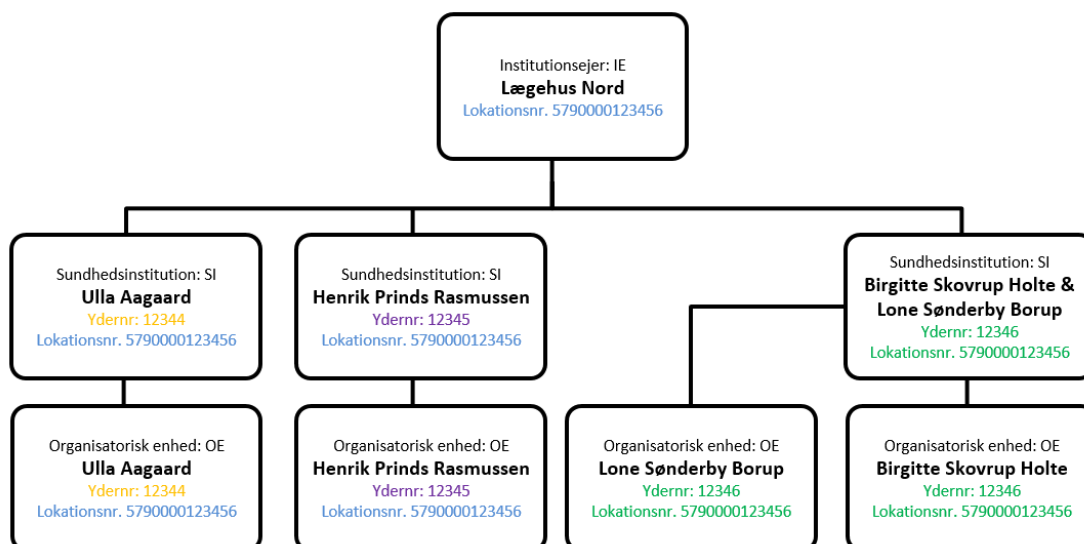 Institutionsejer: IE
Lægehus Nord
Lokationsnr. 5790000123456
Sundhedsinstitution: SI
Ulla Aagaard
Ydernr: 12344
Lokationsnr. 5790000123456
Sundhedsinstitution: SI
Henrik Prinds Rasmussen
Ydernr: 12345
Lokationsnr. 5790000123456
Sundhedsinstitution: SI
Birgitte Skovrup Holte &
Lone Sønderby Borup
Ydernr: 12346
Lokationsnr. 5790000123456
Organisatorisk enhed: OE
Ulla Aagaard
Ydernr: 12344
Lokationsnr. 5790000123456
Organisatorisk enhed: OE
Henrik Prinds Rasmussen
Ydernr: 12345
Lokationsnr. 5790000123456
Organisatorisk enhed: OE
Lone Sønderby Borup
Ydernr: 12346
Lokationsnr. 5790000123456
Organisatorisk enhed: OE
Birgitte Skovrup Holte
Ydernr: 12346
Lokationsnr. 5790000123456